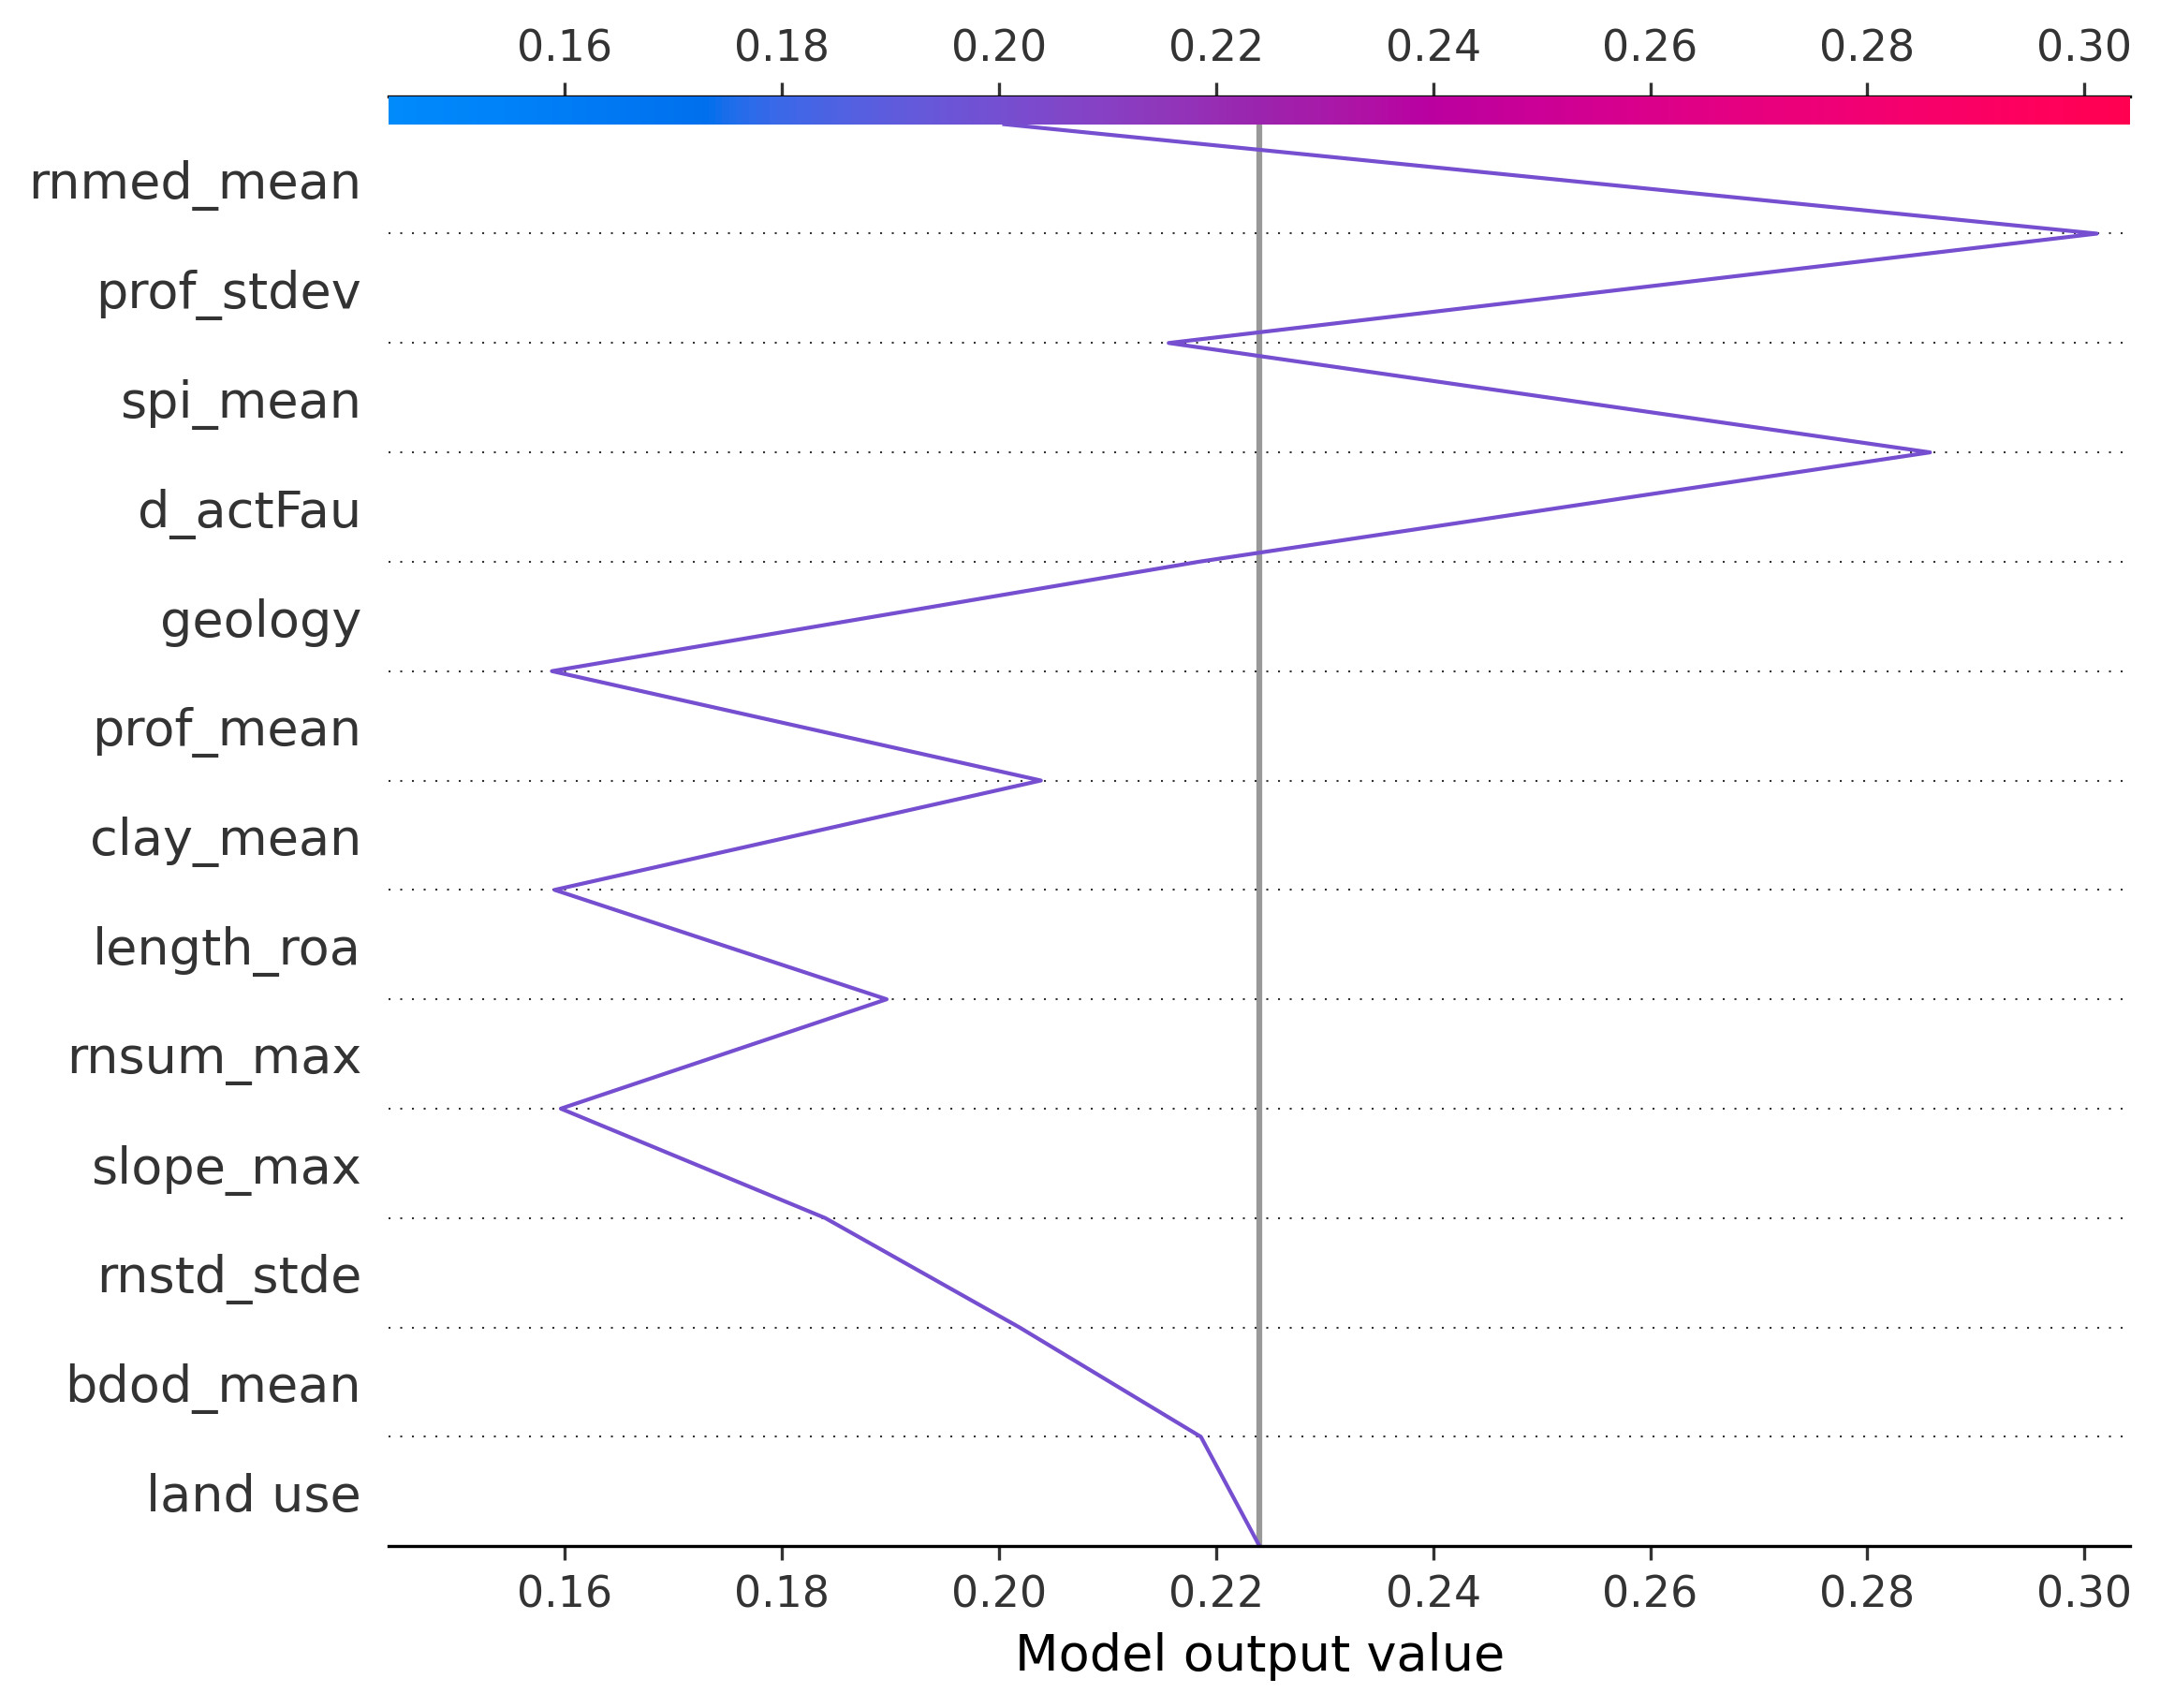 0.16 0.18 0.20 0.22 0.24 0.26 0.28 0.30
rnmed_mean
prof_stdev
spi_mean
d_actFau
geology
prof_mean
clay_mean
length_roa
rnsum_max
slope_max
rnstd_stde
bdod_mean
land use
0.16 0.18 0.20 0.22 0.24 0.26 0.28 0.30
Model output value